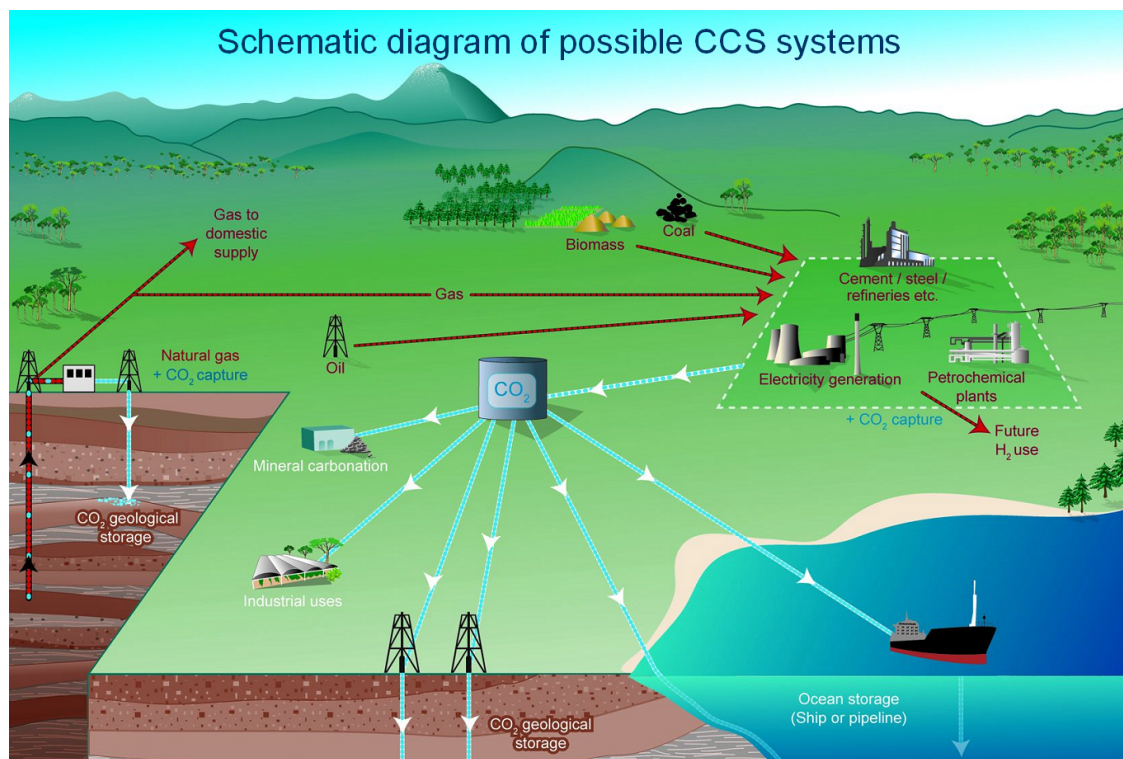 Schematic diagram of possible CCS systems
Gas to
domestic
supply
Biomass
Coal
Cement / steel /
refineries etc.
Gas
Oil
Natural gas
+ CO₂ capture
CO₂
Electricity generation
Petrochemical
plants
+ CO₂ capture
Future
H₂ use
Mineral carbonation
CO₂ geological
storage
Industrial uses
CO₂ geological
storage
Ocean storage
(Ship or pipeline)